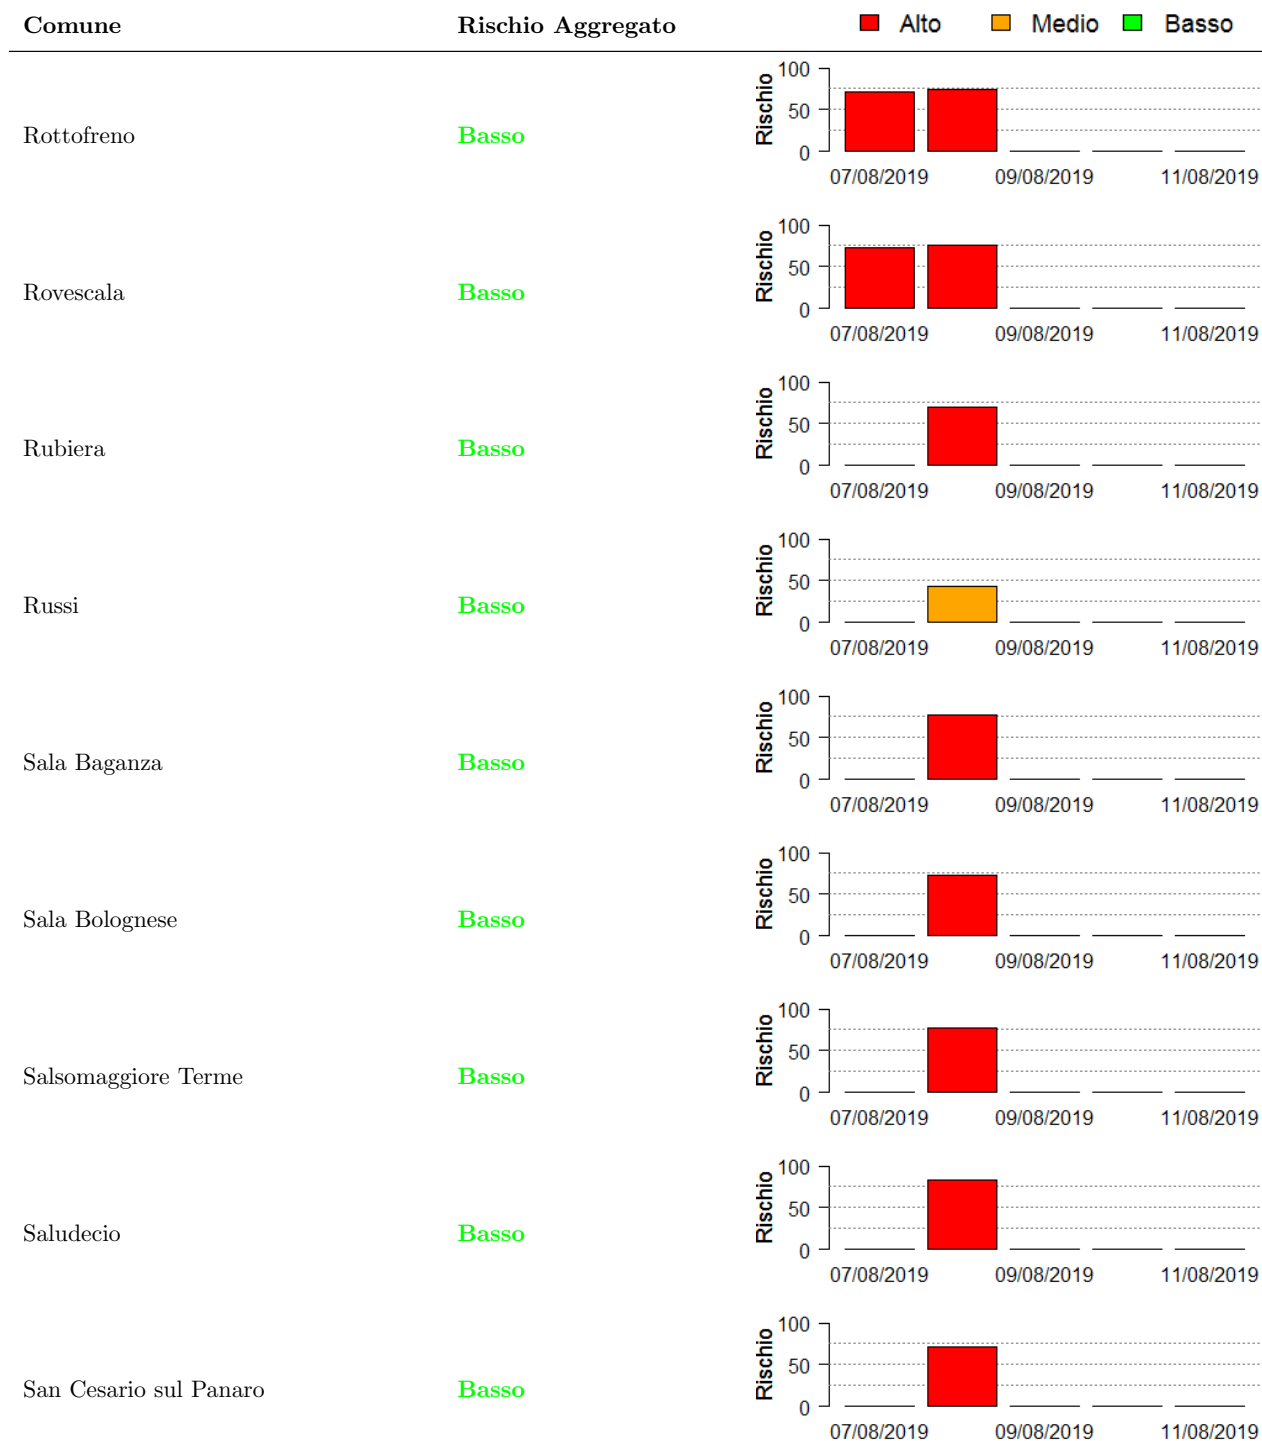 Comune Rischio Aggregato Alto Medio Basso
Rottofreno Basso Rischio 100 50 0
07/08/2019 09/08/2019 11/08/2019
Rovescala Basso Rischio 100 50 0
07/08/2019 09/08/2019 11/08/2019
Rubiera Basso Rischio 100 50 0
07/08/2019 09/08/2019 11/08/2019
Russi Basso Rischio 100 50 0
07/08/2019 09/08/2019 11/08/2019
Sala Baganza Basso Rischio 100 50 0
07/08/2019 09/08/2019 11/08/2019
Sala Bolognese Basso Rischio 100 50 0
07/08/2019 09/08/2019 11/08/2019
Salsomaggiore Terme Basso Rischio 100 50 0
07/08/2019 09/08/2019 11/08/2019
Saludecio Basso Rischio 100 50 0
07/08/2019 09/08/2019 11/08/2019
San Cesario sul Panaro Basso Rischio 100 50 0
07/08/2019 09/08/2019 11/08/2019